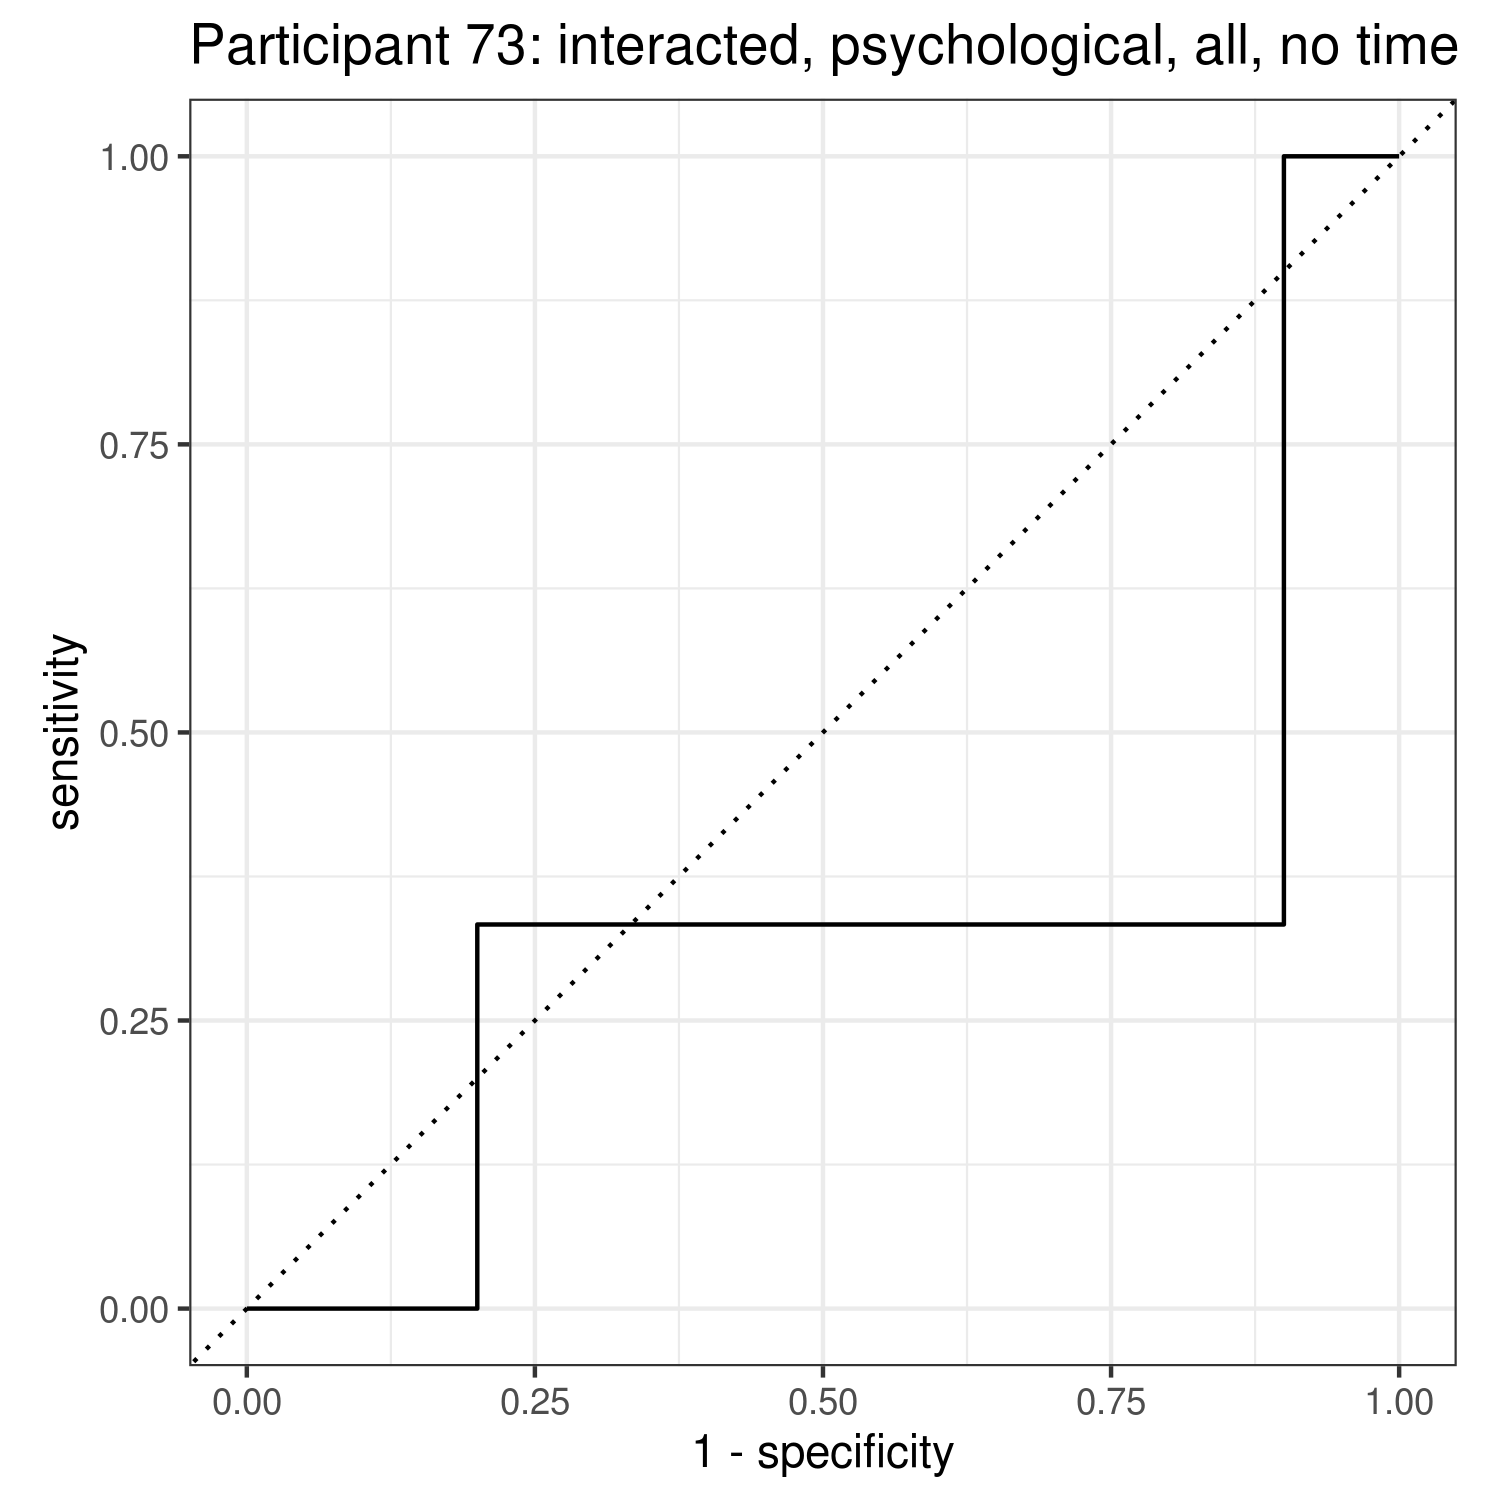 Participant 73: interacted, psychological, all, no time
1.00
0.75
0.50
0.25
0.00
sensitivity
0.00 0.25 0.50 0.75 1.00
1 - specificity